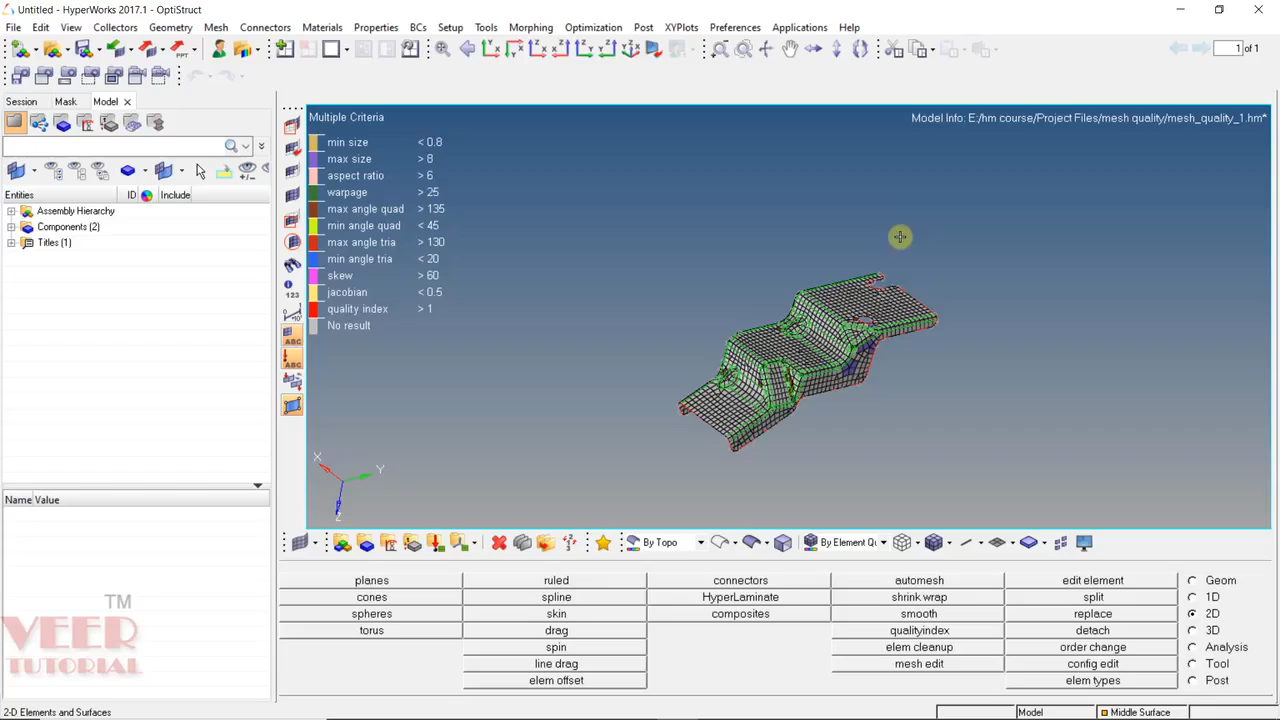 Untitled - HyperWorks 2017.1 - OptiStruct
File Edit View Collectors Geometry Mesh Connectors Materials Properties BCs Setup Tools Morphing Optimization Post XYPlots Preferences Applications Help
1 of 1
Session Mask Model
Entities ID Include
Assembly Hierarchy
Components (2)
Titles (1)
Name Value
Multiple Criteria
Model Info: E:/hm course/Project Files/mesh quality/mesh_quality_1.hm*
min size < 0.8
max size > 8
aspect ratio > 6
warpage > 25
max angle quad > 135
min angle quad < 45
max angle tria > 130
min angle tria < 20
skew > 60
jacobian < 0.5
quality index > 1
No result
X Y Z
By Topo By Element Qu
planes ruled connectors automesh edit element Geom
cones spline HyperLaminate shrink wrap split 1D
spheres skin composites smooth replace 2D
torus drag qualityindex detach 3D
spin elem cleanup order change Analysis
line drag mesh edit config edit Tool
elem offset elem types Post
TM
VEER
TUTORIAL
2-D Elements and Surfaces Model Middle Surface